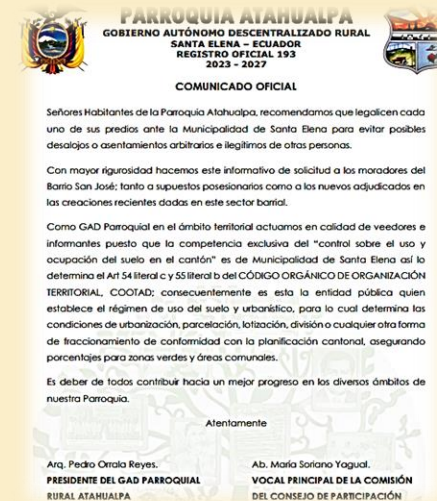 PARROQUIA ATAHUALPA
GOBIERNO AUTÓNOMO DESCENTRALIZADO RURAL
SANTA ELENA – ECUADOR
REGISTRO OFICIAL 193
2023 - 2027
COMUNICADO OFICIAL
Señores Habitantes de la Parroquia Atahualpa, recomendamos que legalicen cada
uno de sus predios ante la Municipalidad de Santa Elena para evitar posibles
desalojos o asentamientos arbitrarios e ilegítimos de otras personas.
Con mayor rigurosidad hacemos este informativo de solicitud a los moradores del
Barrio San José; tanto a supuestos posesionarios como a los nuevos adjudicados en
las creaciones recientes dadas en este sector barrial.
Como GAD Parroquial en el ámbito territorial actuamos en calidad de veedores e
informantes puesto que la competencia exclusiva del "control sobre el uso y
ocupación del suelo en el cantón" es de Municipalidad de Santa Elena así lo
determina el Art 54 literal c y 55 literal b del CÓDIGO ORGÁNICO DE ORGANIZACIÓN
TERRITORIAL, COOTAD; consecuentemente es esta la entidad pública quien
establece el régimen de uso del suelo y urbanístico, para lo cual determina las
condiciones de urbanización, parcelación, lotización, división o cualquier otra forma
de fraccionamiento de conformidad con la planificación cantonal, asegurando
porcentajes para zonas verdes y áreas comunales.
Es deber de todos contribuir hacia un mejor progreso en los diversos ámbitos de
nuestra Parroquia.
Atentamente
Arq. Pedro Orrala Reyes. Ab. María Soriano Yagual.
PRESIDENTE DEL GAD PARROQUIAL VOCAL PRINCIPAL DE LA COMISIÓN
RURAL ATAHUALPA DEL CONSEJO DE PARTICIPACIÓN